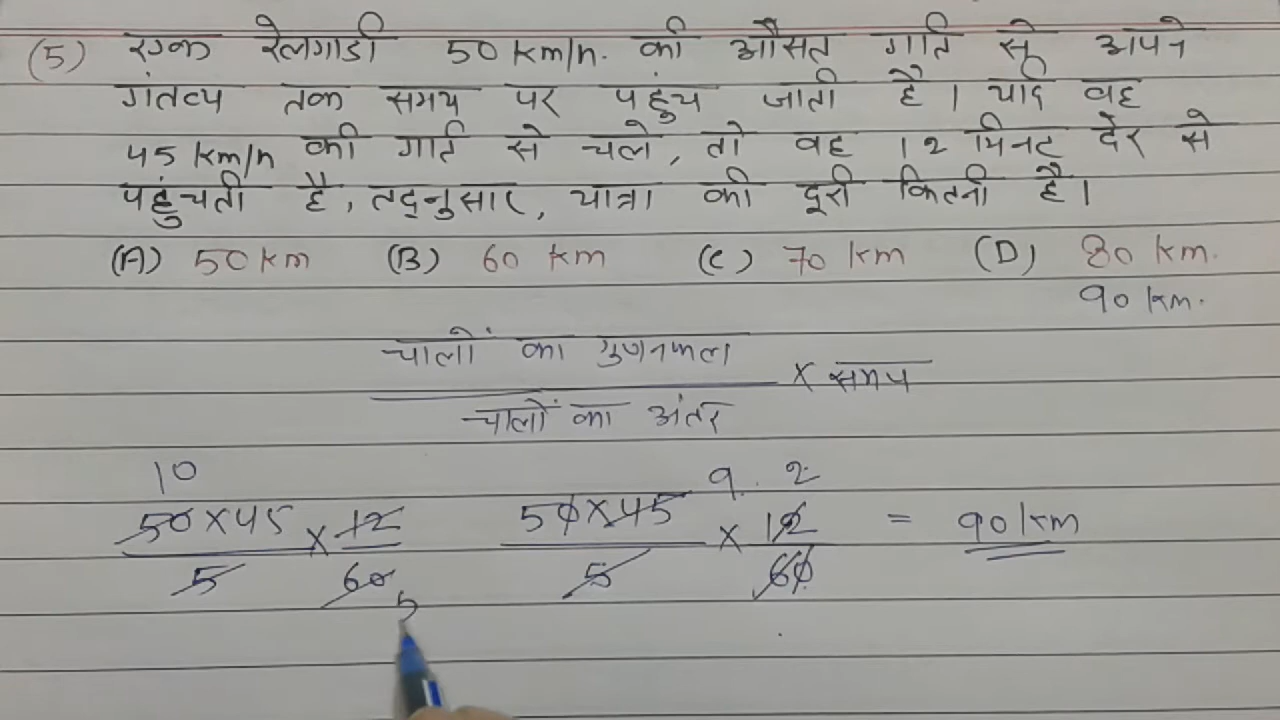 (5) एक रेलगाडी 50 km/h. की औसत गति से अपने
गंतव्य तक समय पर पहुंच जाती है । यदि वह
45 km/h की गति से चले, तो वह 12 मिनट देर से
पहुंचती है, तद्नुसार, यात्रा की दूरी कितनी है।
(A) 50 km (B) 60 km (C) 70 km (D) 80 km.
90 km.
चालों का गुणनफल × समय
चालों का अंतर
10
50×45 × 12
5 60 5
9 2
50×45 × 12 = 90 km
5 60